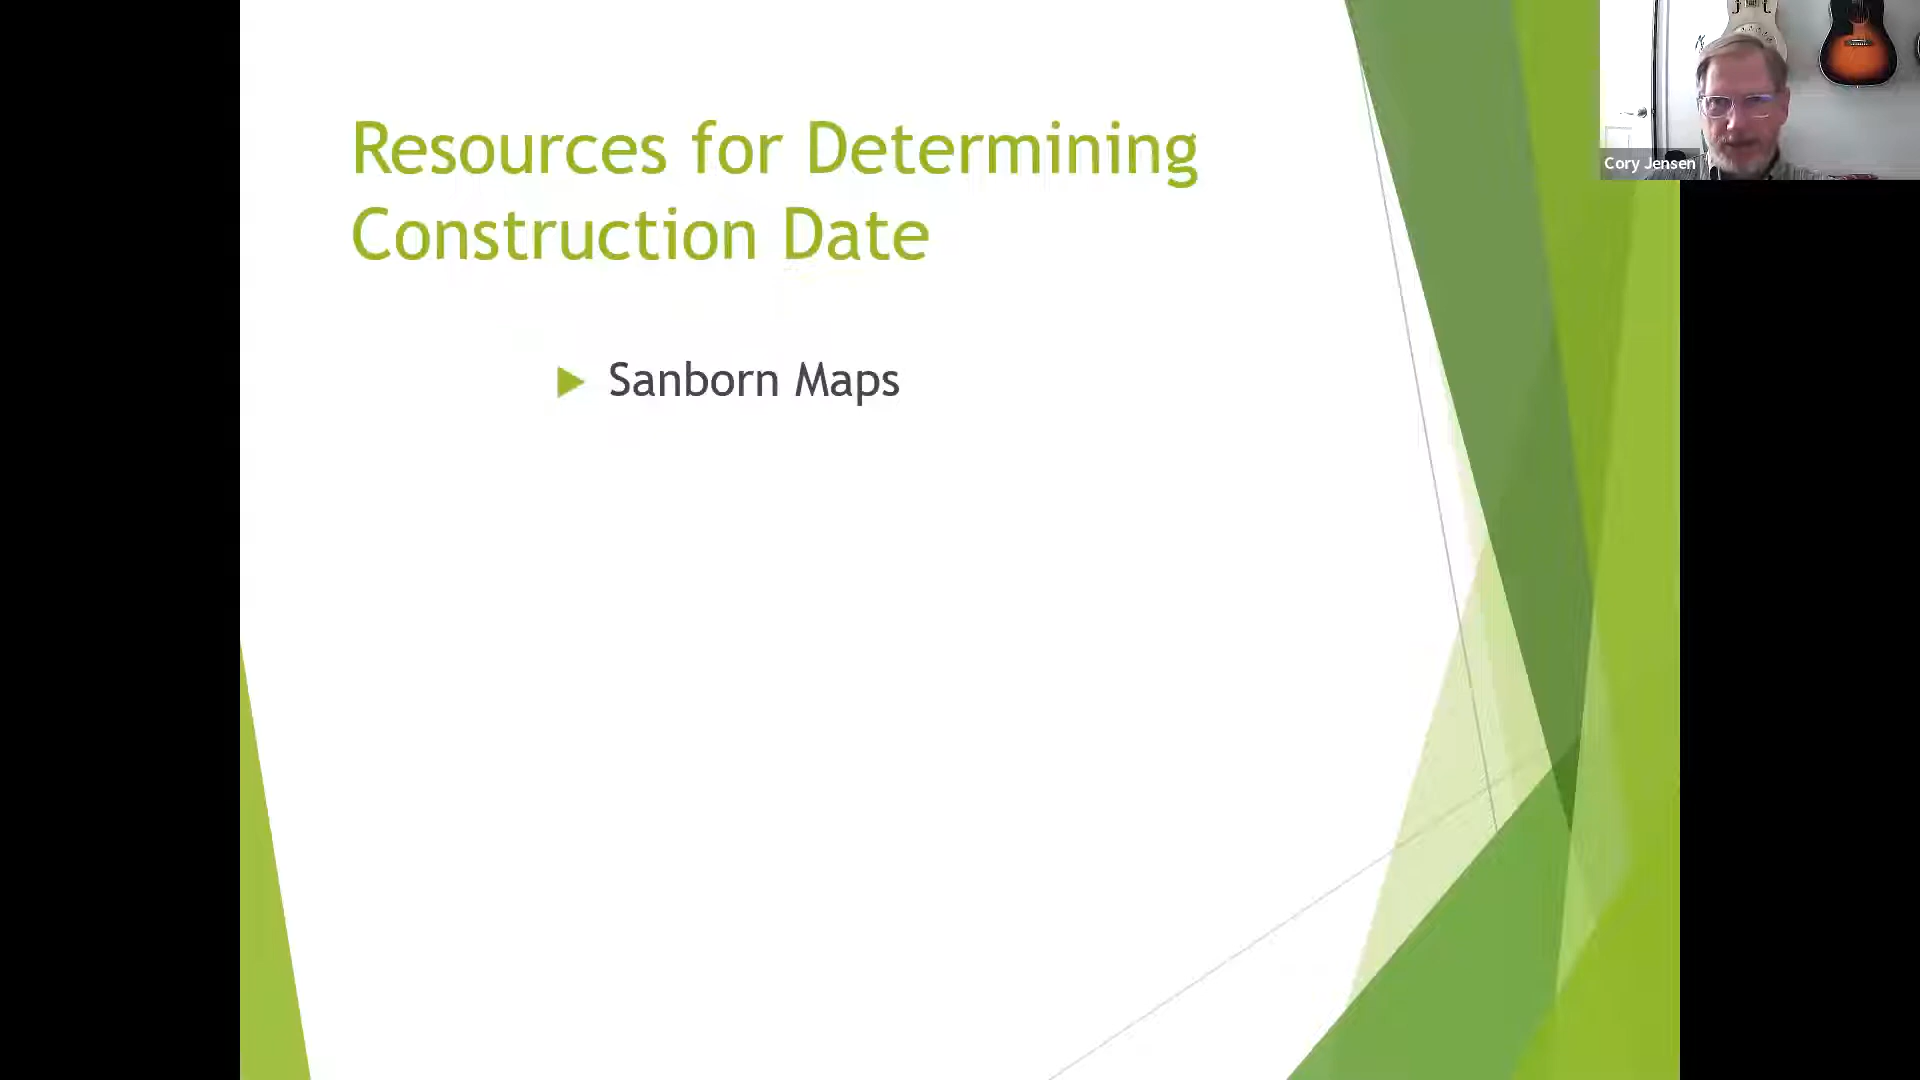 Resources for Determining
Construction Date
Sanborn Maps
Cory Jensen